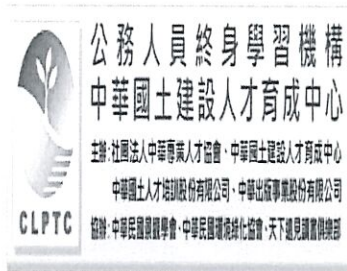 公務人員終身學習機構
中華國土建設人才育成中心
主辦:社團法人中華專業人才協會、中華國土建設人才育成中心
中華國土人才培訓股份有限公司、中華出版事業股份有限公司
協辦:中華民國
學會、中華民國環境綠化協會、天下遠見讀書俱樂部
CLPTC